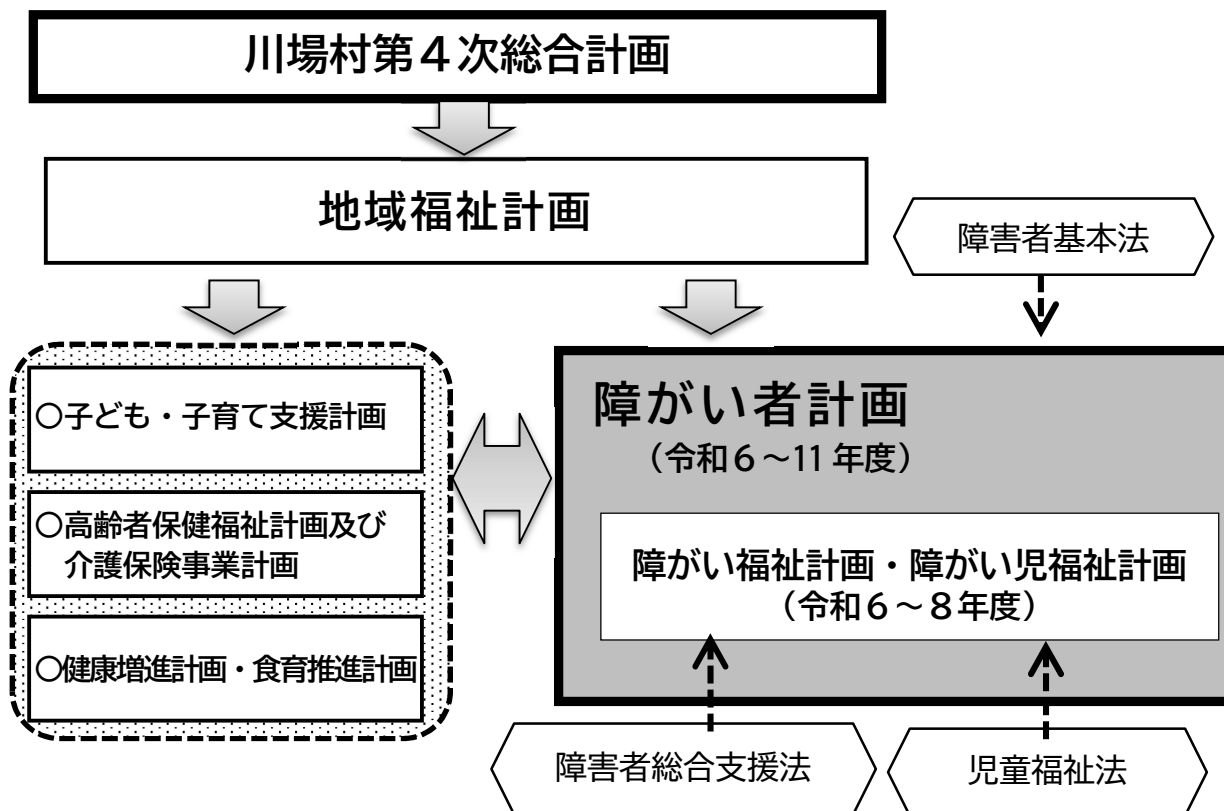 川場村第４次総合計画
地域福祉計画
障害者基本法
○子ども・子育て支援計画
○高齢者保健福祉計画及び
介護保険事業計画
○健康増進計画・食育推進計画
障がい者計画
（令和６～11 年度）
障がい福祉計画・障がい児福祉計画
（令和６～８年度）
障害者総合支援法
児童福祉法